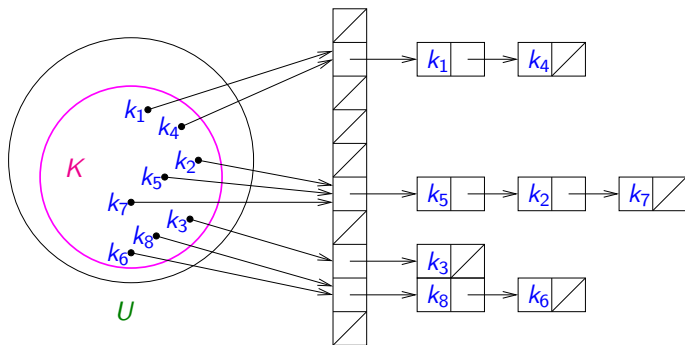 k₁ k₁ k₄
k₄
k₂
K
k₅
k₇ k₅ k₂ k₇
k₃
k₈
k₆ k₃
k₈ k₆
U